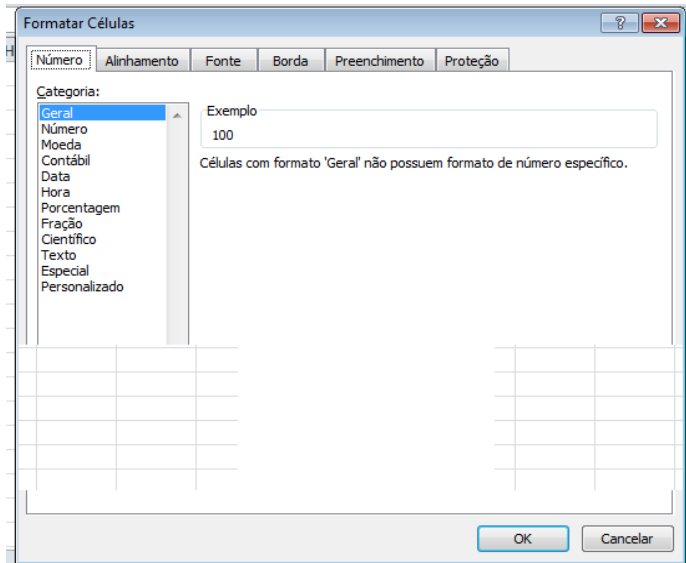 Formatar Células
H
Número Alinhamento Fonte Borda Preenchimento Proteção
Categoria:
Geral
Número
Moeda
Contábil
Data
Hora
Porcentagem
Fração
Científico
Texto
Especial
Personalizado
Exemplo
100
Células com formato 'Geral' não possuem formato de número específico.
OK Cancelar